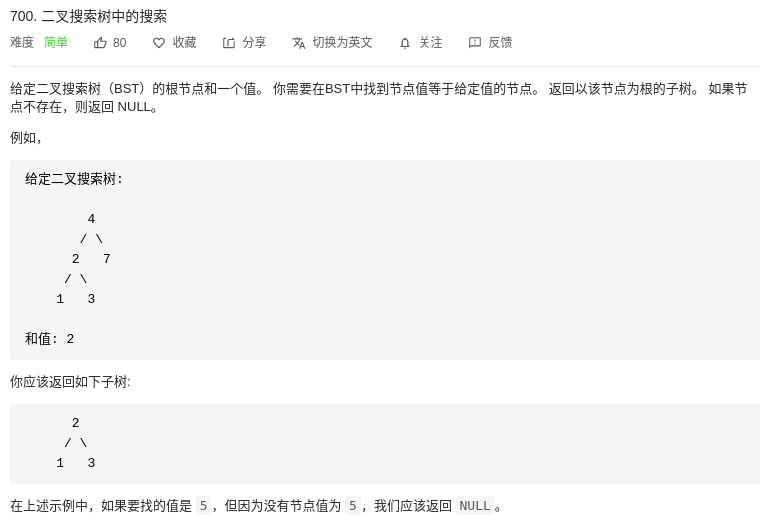 700. 二叉搜索树中的搜索
难度 简单 80 收藏 分享 切换为英文 关注 反馈
给定二叉搜索树（BST）的根节点和一个值。 你需要在BST中找到节点值等于给定值的节点。 返回以该节点为根的子树。 如果节
点不存在，则返回 NULL。
例如，
给定二叉搜索树:
4
/ \
2 7
/ \
1 3
和值: 2
你应该返回如下子树:
2
/ \
1 3
在上述示例中，如果要找的值是 5，但因为没有节点值为 5，我们应该返回 NULL。